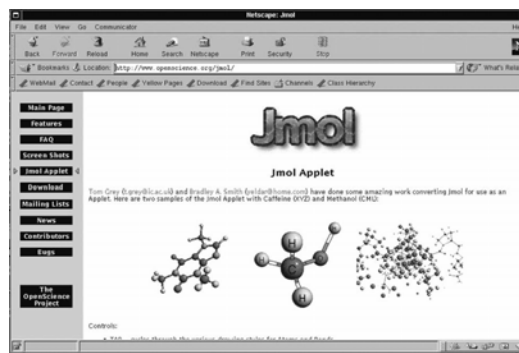 Netscape: Jmol
File Edit View Go Communicator
Back Forward Reload Home Search Netscape Print Security Stop
Bookmarks Location: http://www.openscience.org/jmol/ What's Rela
WebMail Contact People Yellow Pages Download Find Sites Channels Class Hierarchy
Main Page
Features
FAQ
Screen Shots
Jmol Applet
Download
Mailing Lists
News
Contributors
Bugs
The
OpenScience
Project
Jmol
Jmol Applet
Tom Grey (t.grey@ic.ac.uk) and Bradley A. Smith (yeldar@home.com) have done some amazing work converting Jmol for use as an
Applet. Here are two samples of the Jmol Applet with Caffeine (XYZ) and Methanol (CML):
H
H
C
O
H
H
Controls: